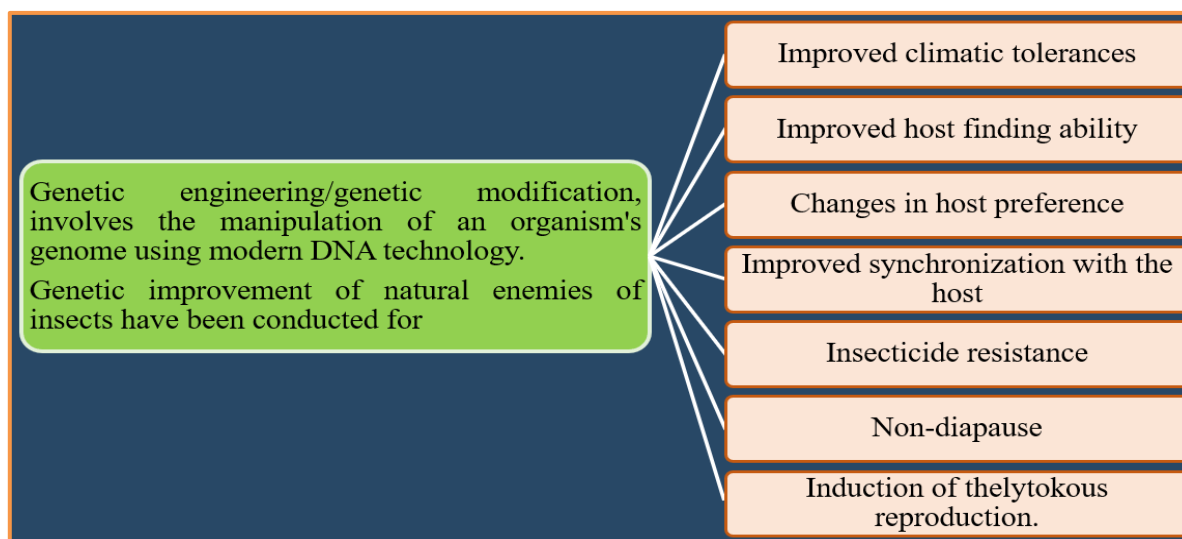 Genetic engineering/genetic modification,
involves the manipulation of an organism's
genome using modern DNA technology.
Genetic improvement of natural enemies of
insects have been conducted for
Improved climatic tolerances
Improved host finding ability
Changes in host preference
Improved synchronization with the
host
Insecticide resistance
Non-diapause
Induction of thelytokous
reproduction.